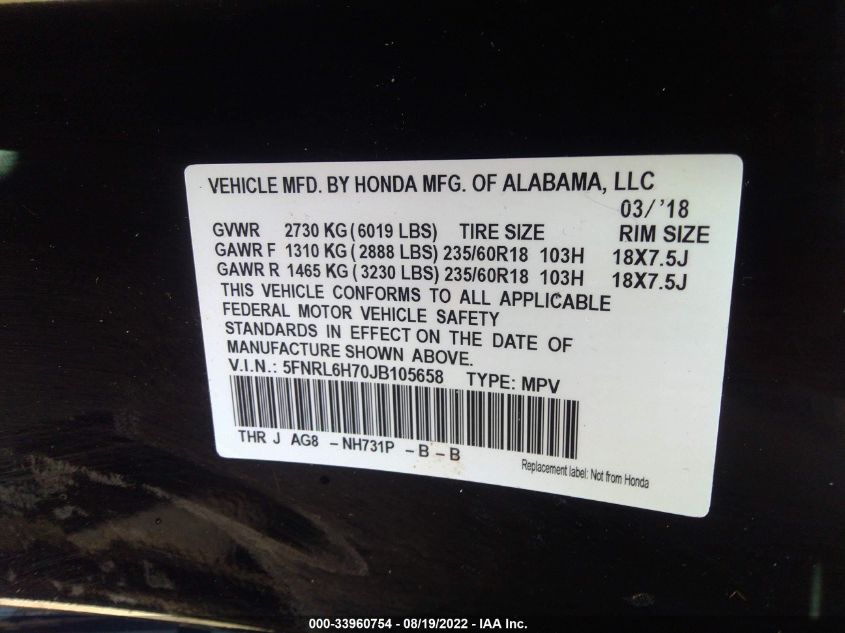 VEHICLE MFD. BY HONDA MFG. OF ALABAMA, LLC
03/ '18
GVWR 2730 KG (6019 LBS) TIRE SIZE RIM SIZE
GAWR F 1310 KG (2888 LBS) 235/60R18 103H 18X7.5J
GAWR R 1465 KG (3230 LBS) 235/60R18 103H 18X7.5J
THIS VEHICLE CONFORMS TO ALL APPLICABLE
FEDERAL MOTOR VEHICLE SAFETY
STANDARDS IN EFFECT ON THE DATE OF
MANUFACTURE SHOWN ABOVE.
V.I.N.: 5FNRL6H70JB105658 TYPE: MPV
THR J AG8 - NH731P - B - B
Replacement label: Not from Honda
000-33960754 - 08/19/2022 - IAA Inc.